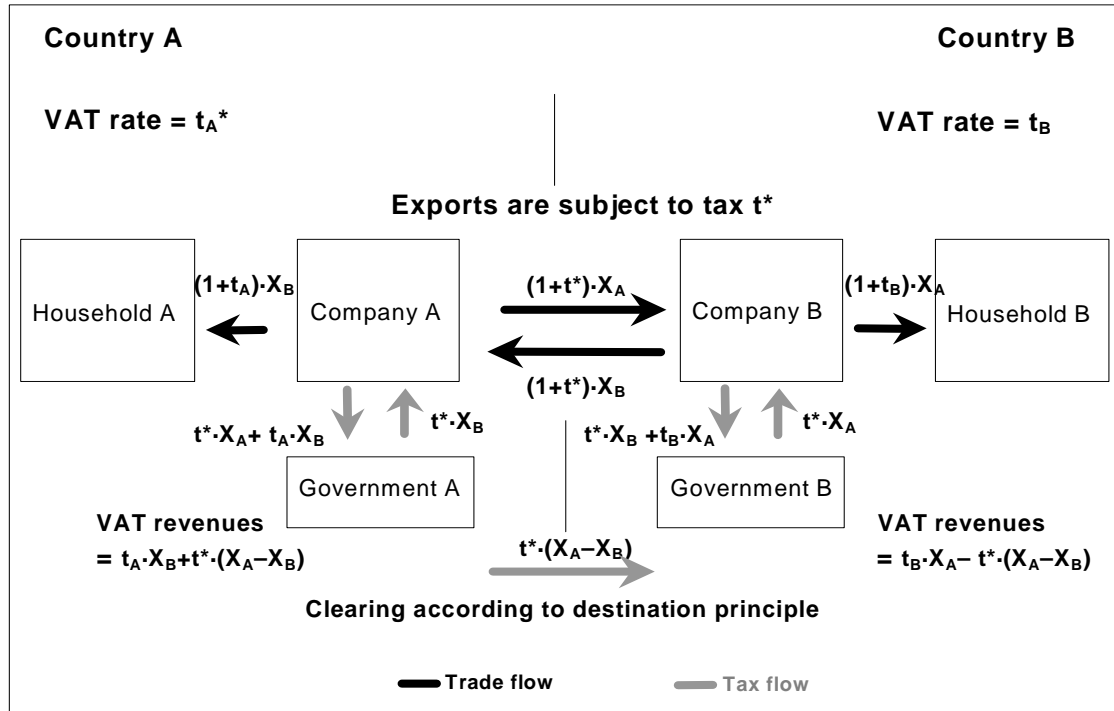 Country A
Country B
VAT rate = tA*
VAT rate = tB
Exports are subject to tax t*
Household A
(1+tA)·XB
Company A
(1+t*)·XA
(1+t*)·XB
Company B
(1+tB)·XA
Household B
t*·XA+ tA·XB
t*·XB
t*·XB +tB·XA
t*·XA
Government A
Government B
VAT revenues
= tA·XB+t*·(XA–XB)
t*·(XA–XB)
VAT revenues
= tB·XA– t*·(XA–XB)
Clearing according to destination principle
Trade flow
Tax flow